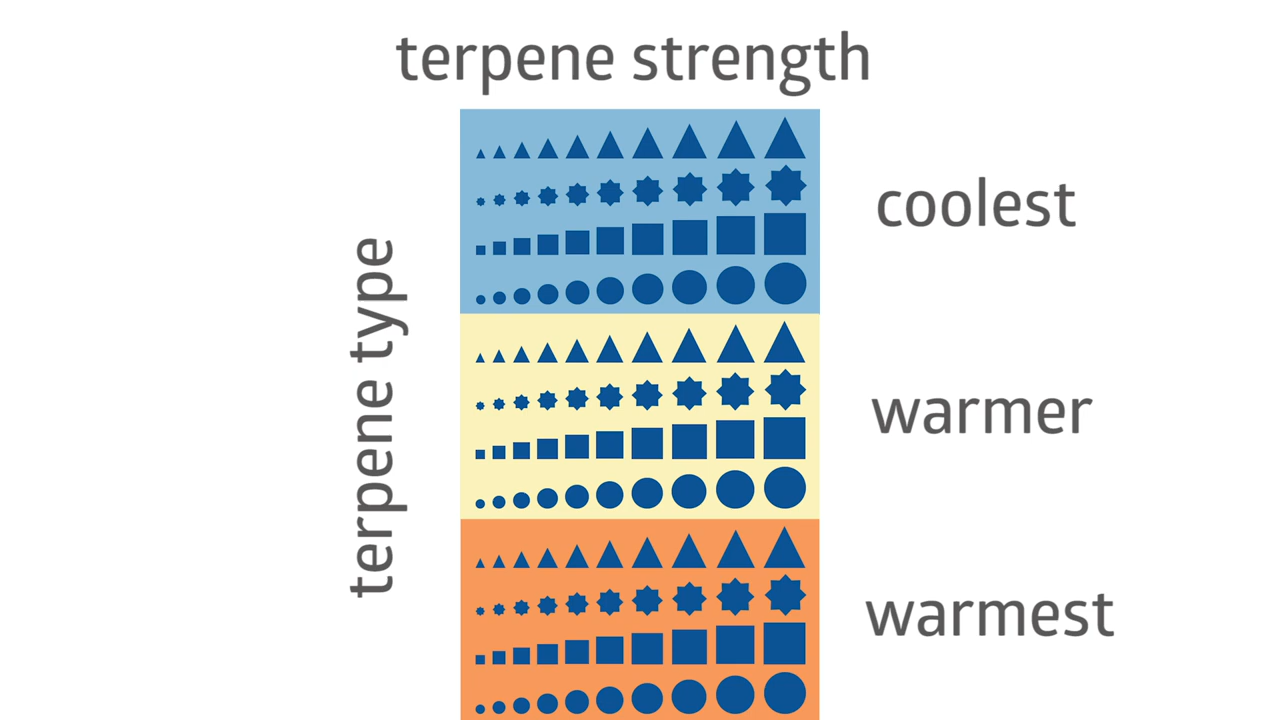 terpene strength
terpene type
coolest
warmer
warmest